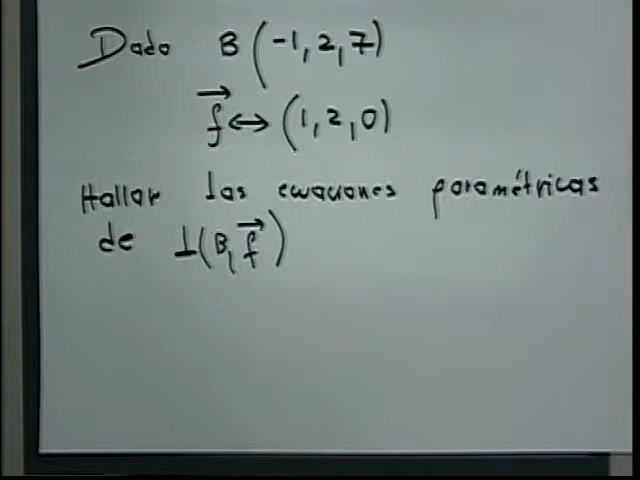 Dado B (-1, 2, 7)
f⃗ ↔ (1, 2, 0)
Hallar las ecuaciones paramétricas
de ⊥(B, f⃗)